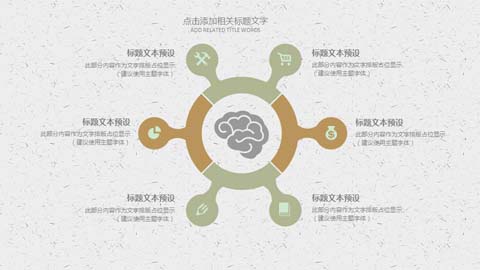 点击添加相关标题文字
ADD RELATED TITLE WORDS
标题文本预设
此部分内容作为文字排版占位显示
（建议使用主题字体）
标题文本预设
此部分内容作为文字排版占位显示
（建议使用主题字体）
标题文本预设
此部分内容作为文字排版占位显示
（建议使用主题字体）
标题文本预设
此部分内容作为文字排版占位显示
（建议使用主题字体）
标题文本预设
此部分内容作为文字排版占位显示
（建议使用主题字体）
标题文本预设
此部分内容作为文字排版占位显示
（建议使用主题字体）